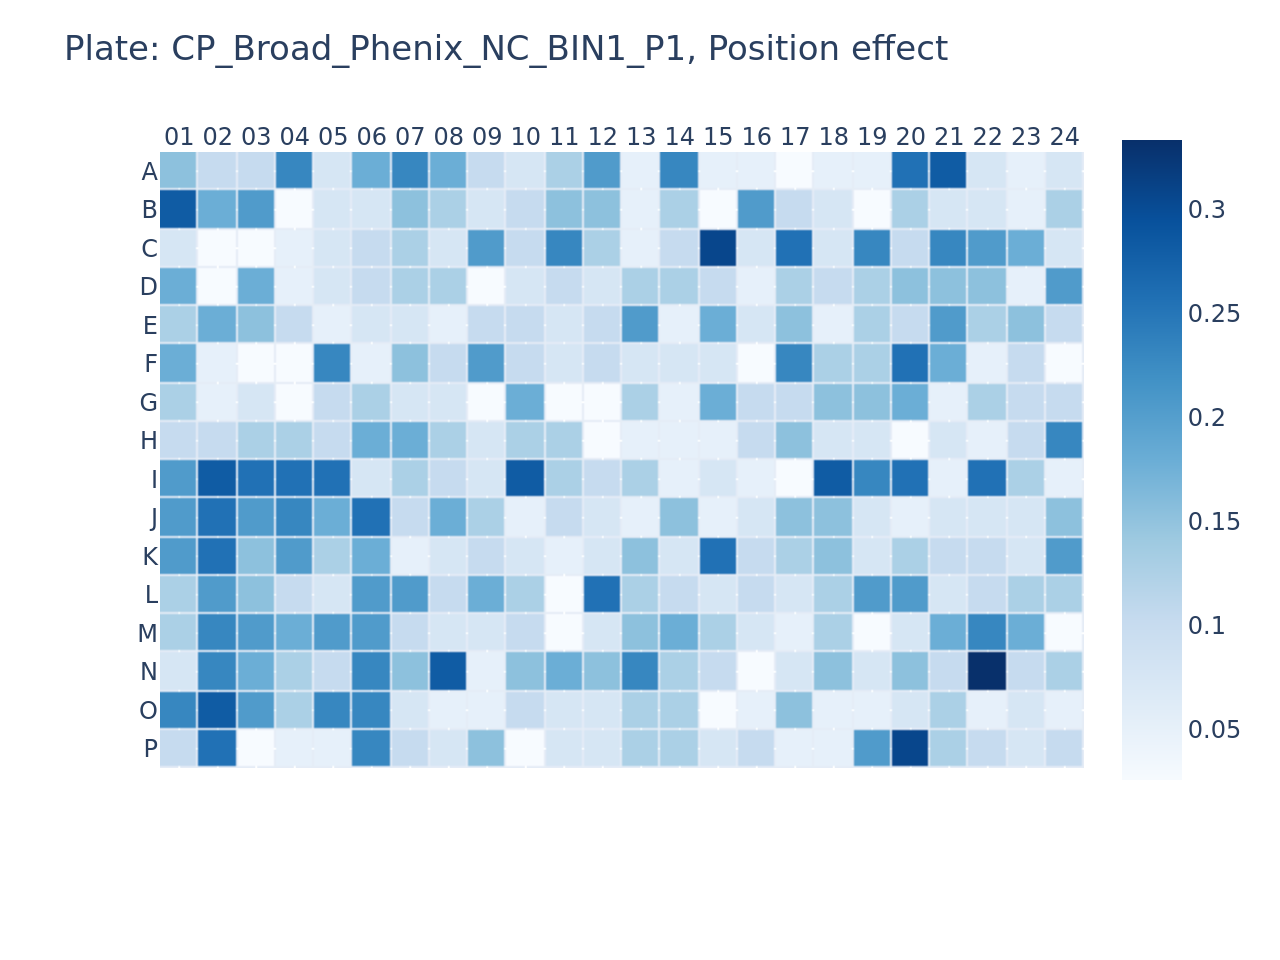 Plate: CP_Broad_Phenix_NC_BIN1_P1, Position effect
01 02 03 04 05 06 07 08 09 10 11 12 13 14 15 16 17 18 19 20 21 22 23 24
A
B
C
D
E
F
G
H
I
J
K
L
M
N
O
P
0.3
0.25
0.2
0.15
0.1
0.05